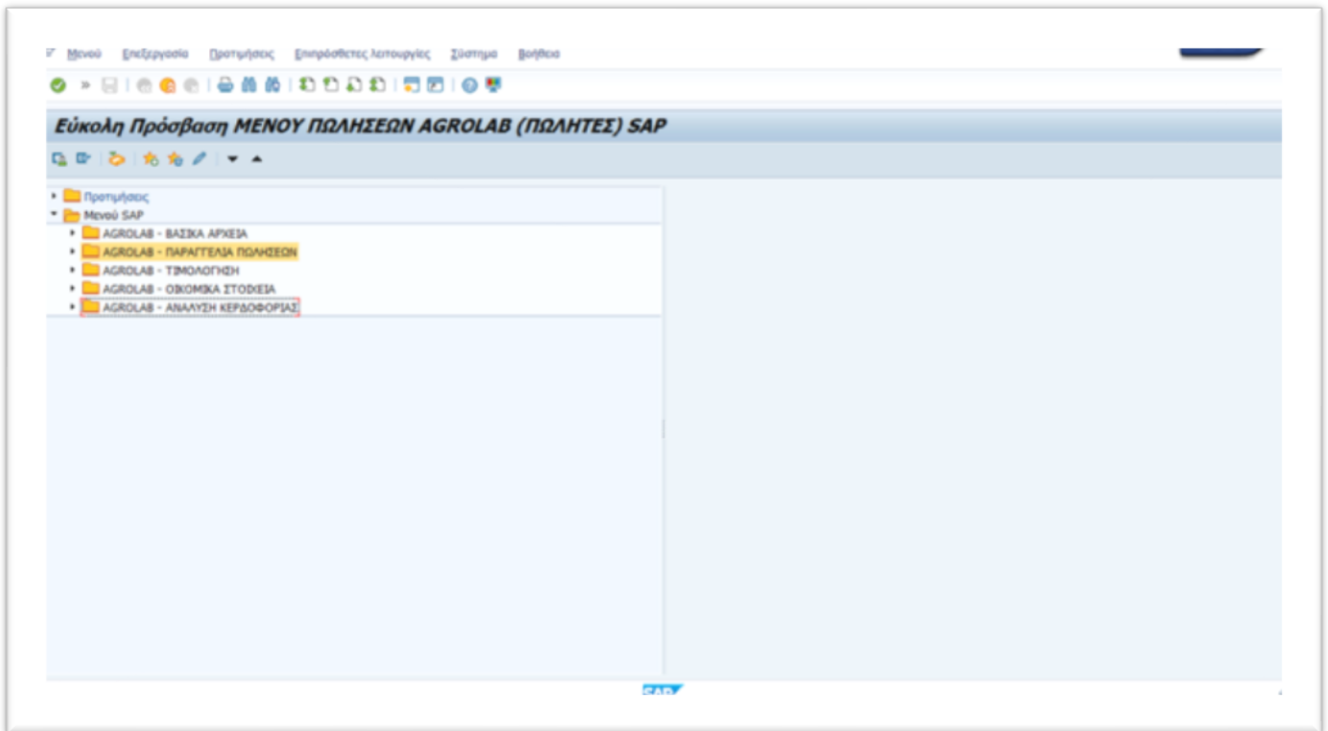 Μενού Επεξεργασία Προτιμήσεις Επιπρόσθετες λειτουργίες Σύστημα Βοήθεια
Εύκολη Πρόσβαση ΜΕΝΟΥ ΠΩΛΗΣΕΩΝ AGROLAB (ΠΩΛΗΤΕΣ) SAP
Προτιμήσεις
Μενού SAP
AGROLAB - ΒΑΣΙΚΑ ΑΡΧΕΙΑ
AGROLAB - ΠΑΡΑΓΓΕΛΙΑ ΠΩΛΗΣΕΩΝ
AGROLAB - ΤΙΜΟΛΟΓΗΣΗ
AGROLAB - ΟΙΚΟΜΙΚΑ ΣΤΟΙΧΕΙΑ
AGROLAB - ΑΝΑΛΥΣΗ ΚΕΡΔΟΦΟΡΙΑΣ
SAP